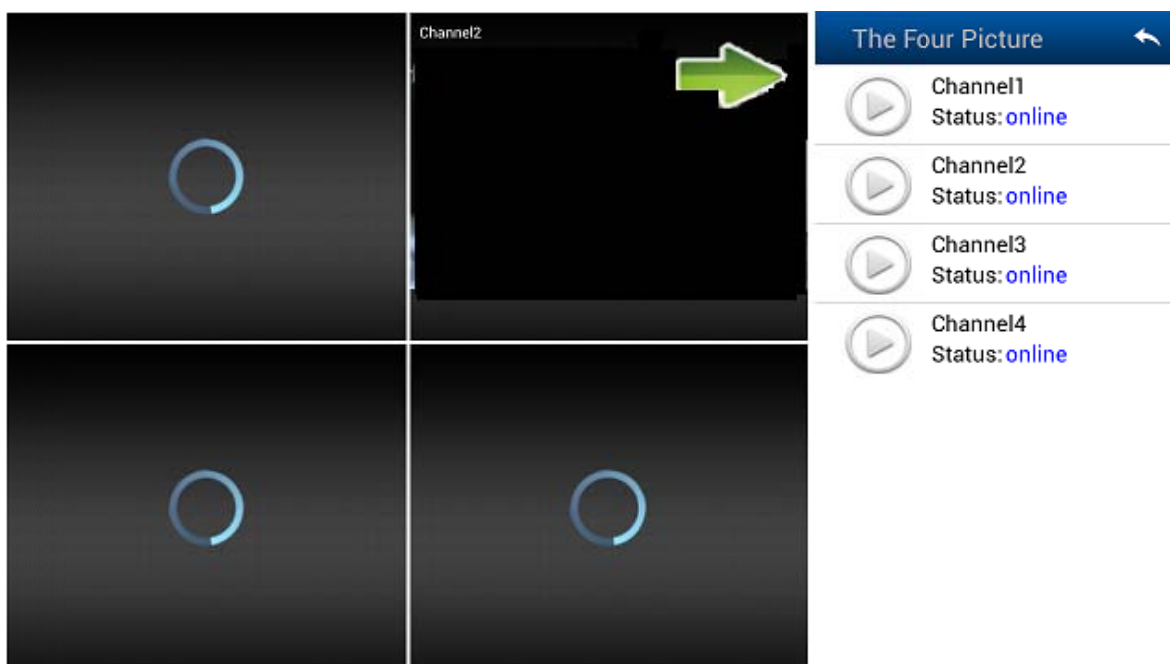 Channel2
The Four Picture
Channel1
Status:online
Channel2
Status:online
Channel3
Status:online
Channel4
Status:online